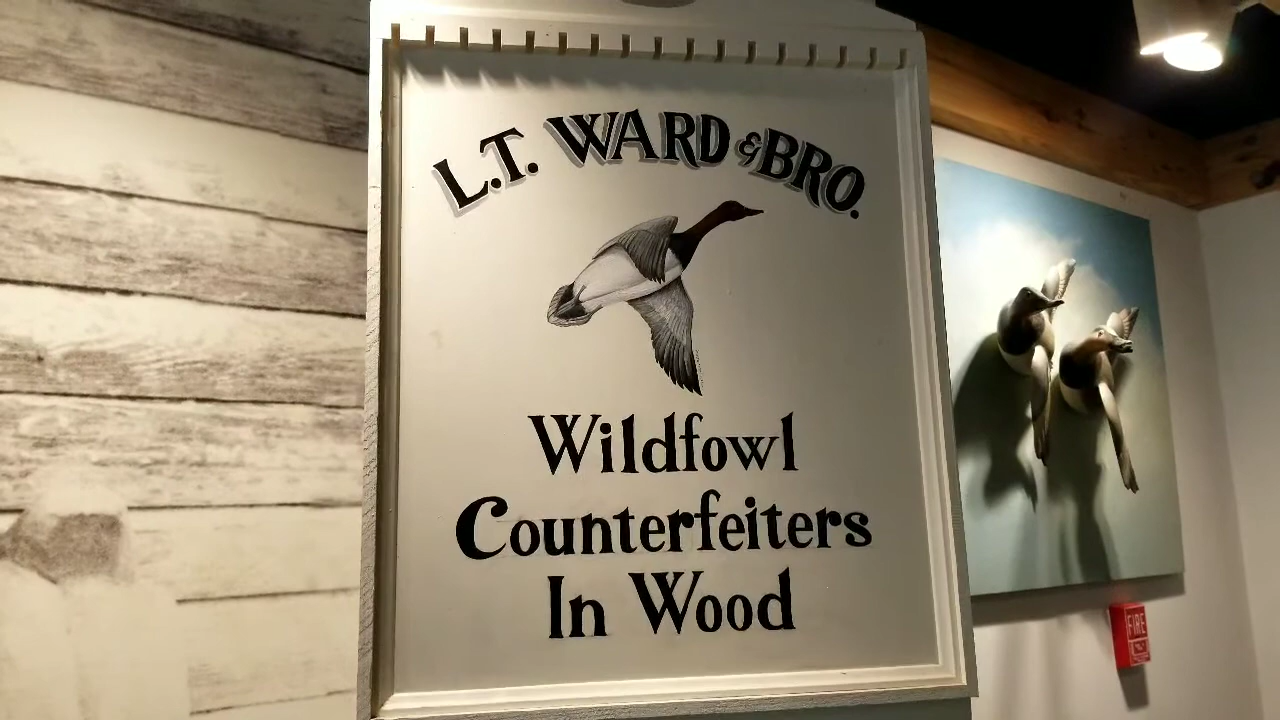 L.T. WARD & BRO.
Wildfowl
Counterfeiters
In Wood
FIRE